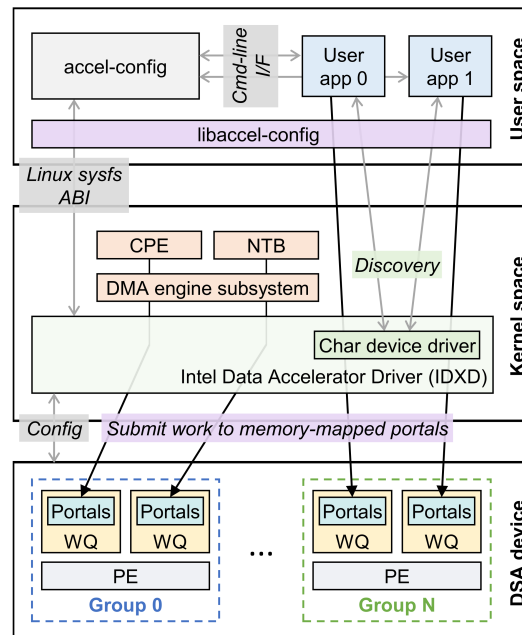 accel-config
Cmd-line
I/F
User
app 0
User
app 1
User space
libaccel-config
Linux sysfs
ABI
CPE
NTB
DMA engine subsystem
Discovery
Char device driver
Intel Data Accelerator Driver (IDXD)
Kernel space
Config
Submit work to memory-mapped portals
Portals
WQ
Portals
WQ
PE
Group 0
...
Portals
WQ
Portals
WQ
PE
Group N
DSA device